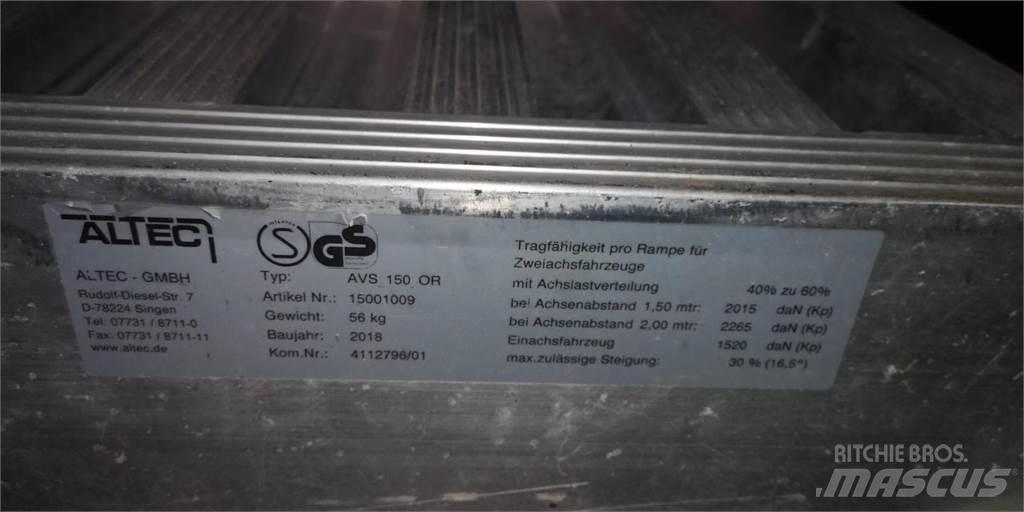 ALTEC
ALTEC - GMBH
Rudolf-Diesel-Str. 7
D-78224 Singen
Tel: 07731 / 8711-0
Fax: 07731 / 8711-11
www.altec.de
S
GS
Typ: AVS_150_OR
Artikel Nr.: 15001009
Gewicht: 56 kg
Baujahr: 2018
Kom.Nr.: 4112796/01
Tragfähigkeit pro Rampe für
Zweiachsfahrzeuge
mit Achslastverteilung 40% zu 60%
bei Achsenabstand 1,50 mtr: 2015 daN (Kp)
bei Achsenabstand 2,00 mtr: 2265 daN (Kp)
Einachsfahrzeug 1520 daN (Kp)
max.zulässige Steigung: 30 % (16,5°)
RITCHIE BROS.
MASCUS